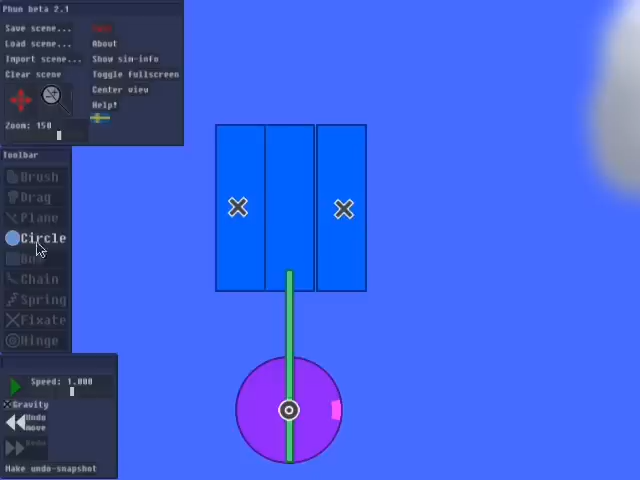 Phun beta 2.1
Save scene...
About
Load scene...
Import scene...
Show sim-info
Clear scene
Toggle fullscreen
Center view
Help!
Zoom: 150
Toolbar
Brush
Drag
Plane
Circle
Chain
Spring
Fixate
Hinge
Speed: 1.000
Gravity
Undo
move
Make undo-snapshot